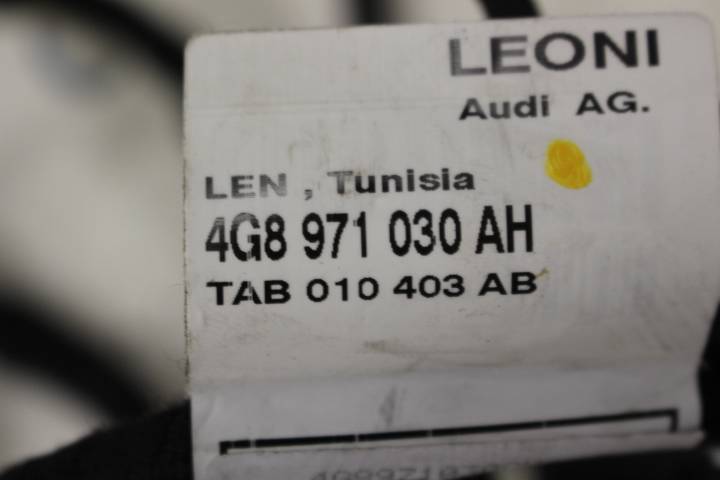 LEONI
Audi AG.
LEN , Tunisia
4G8 971 030 AH
TAB 010 403 AB